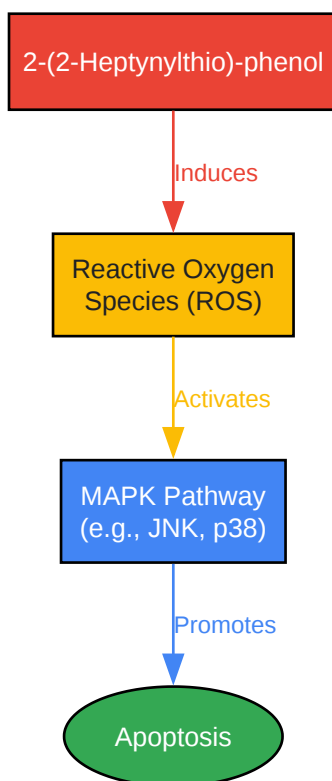 2-(2-Heptynylthio)-phenol
Induces
Reactive Oxygen
Species (ROS)
Activates
MAPK Pathway
(e.g., JNK, p38)
Promotes
Apoptosis